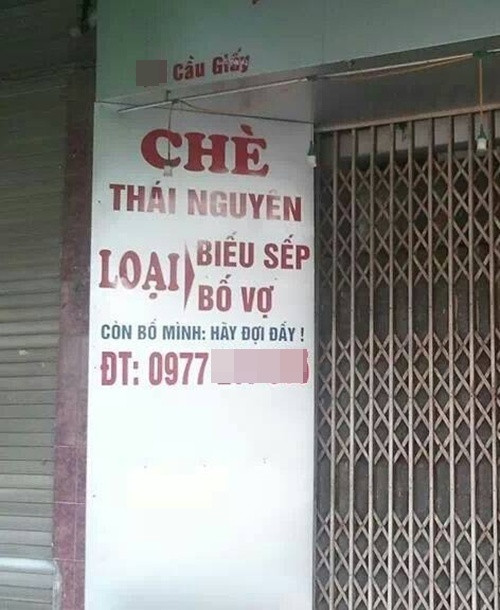 Cầu Giấy
CHÈ
THÁI NGUYÊN
LOẠI BIẾU SẾP
BỐ VỢ
CÒN BỐ MÌNH: HÃY ĐỢI ĐẤY !
ĐT: 0977